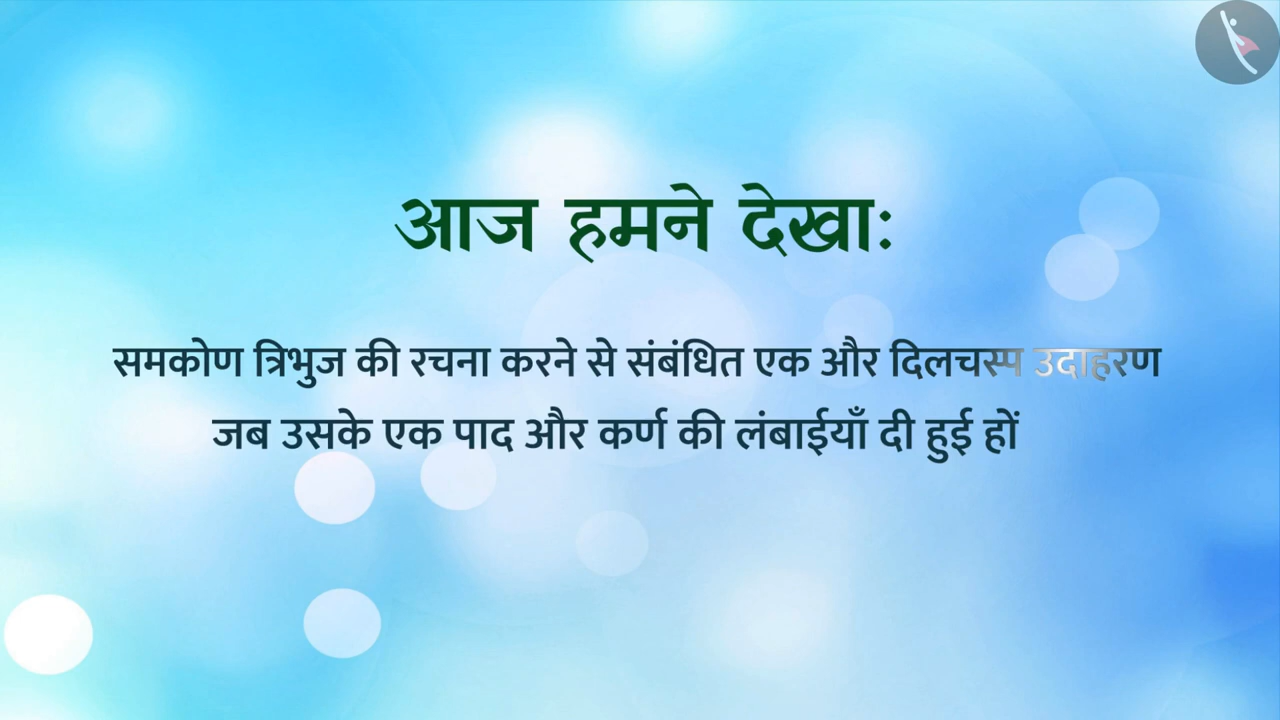 आज हमने देखाः
समकोण त्रिभुज की रचना करने से संबंधित एक और दिलचस्प उदाहरण
जब उसके एक पाद और कर्ण की लंबाईयाँ दी हुई हों